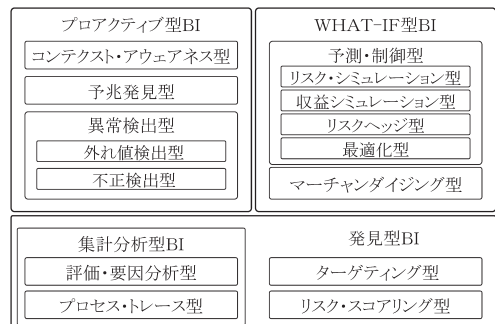 プロアクティブ型BI
コンテクスト・アウェアネス型
予兆発見型
異常検出型
外れ値検出型
不正検出型
WHAT-IF型BI
予測・制御型
リスク・シミュレーション型
収益シミュレーション型
リスクヘッジ型
最適化型
マーチャンダイジング型
集計分析型BI
評価・要因分析型
プロセス・トレース型
発見型BI
ターゲティング型
リスク・スコアリング型